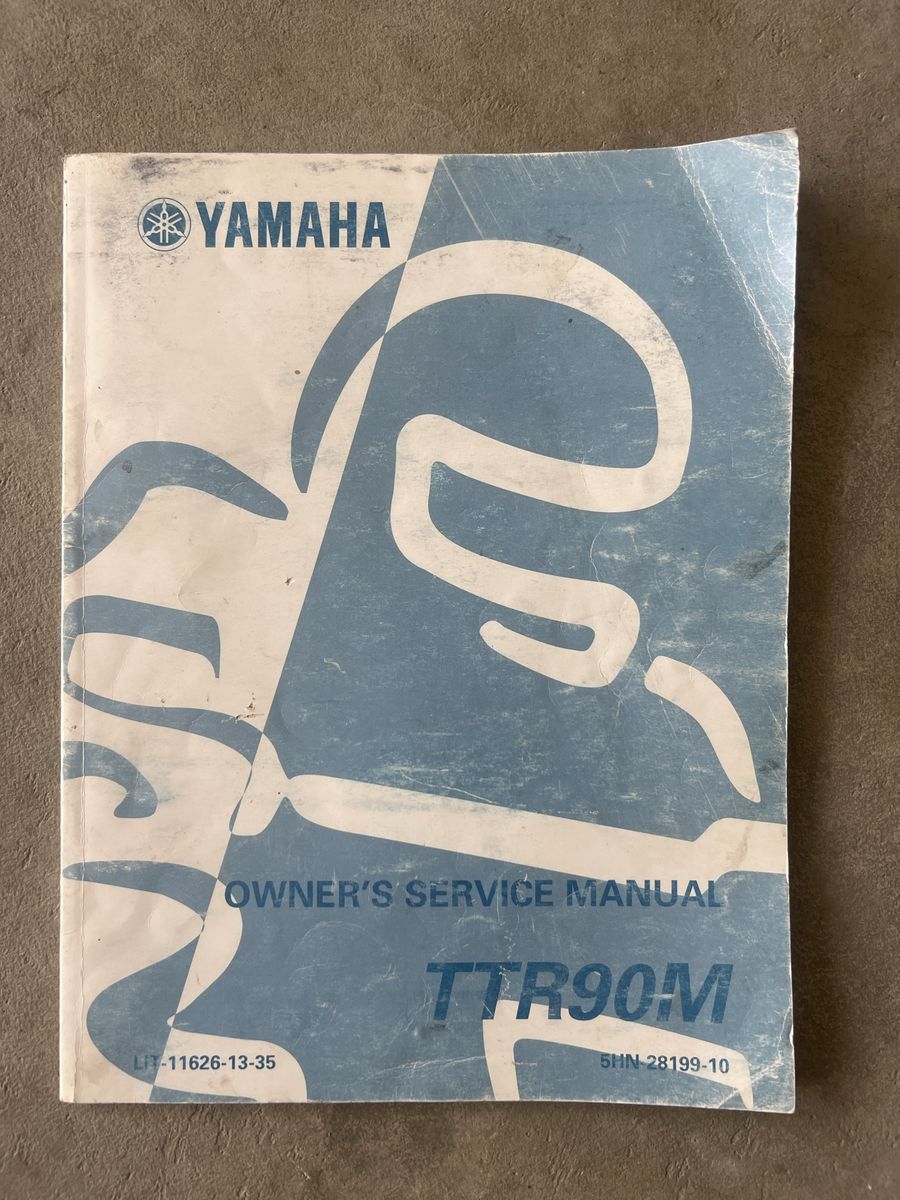 YAMAHA
OWNER'S SERVICE MANUAL
TTR90M
LIT-11626-13-35
5HN-28199-10